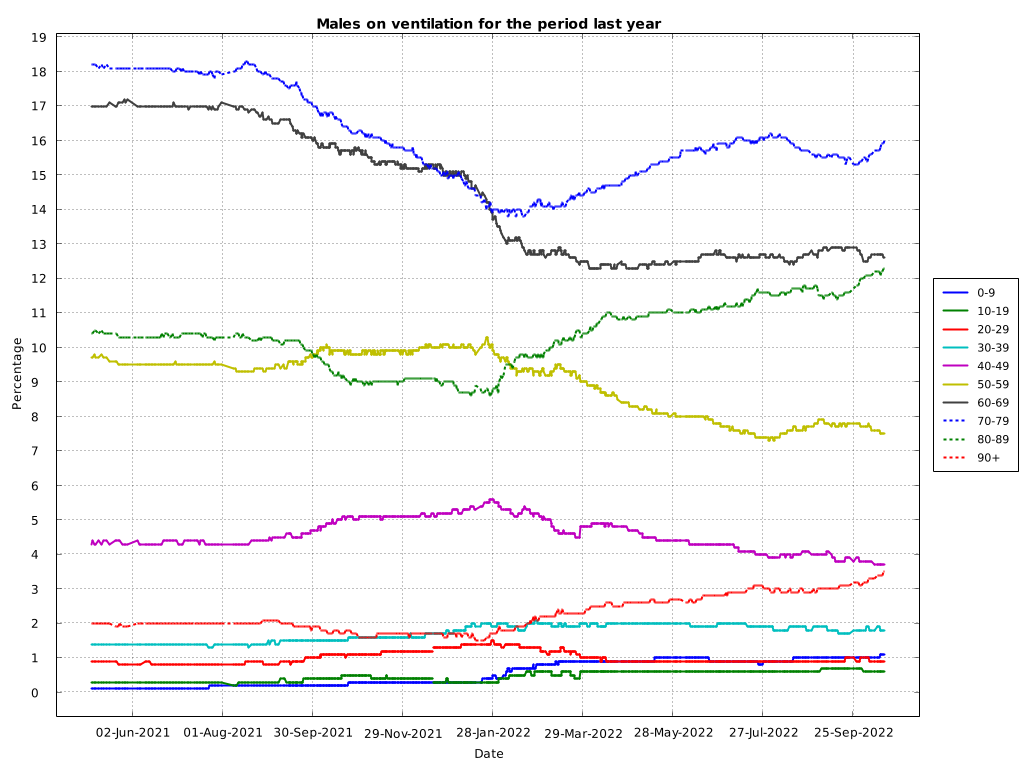 Males on ventilation for the period last year
19
18
17
16
15
14
13
12
11
10
9
8
7
6
5
4
3
2
1
0
Percentage
02-Jun-2021
01-Aug-2021
30-Sep-2021
29-Nov-2021
28-Jan-2022
29-Mar-2022
28-May-2022
27-Jul-2022
25-Sep-2022
Date
0-9
10-19
20-29
30-39
40-49
50-59
60-69
70-79
80-89
90+